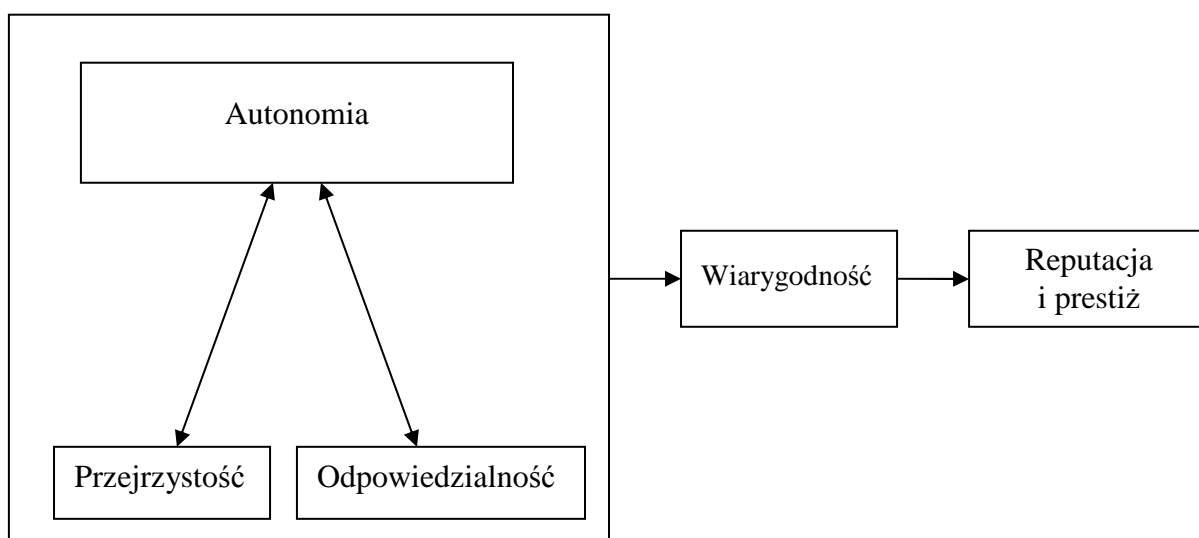 Autonomia
Wiarygodność
Reputacja
i prestiż
Przejrzystość
Odpowiedzialność